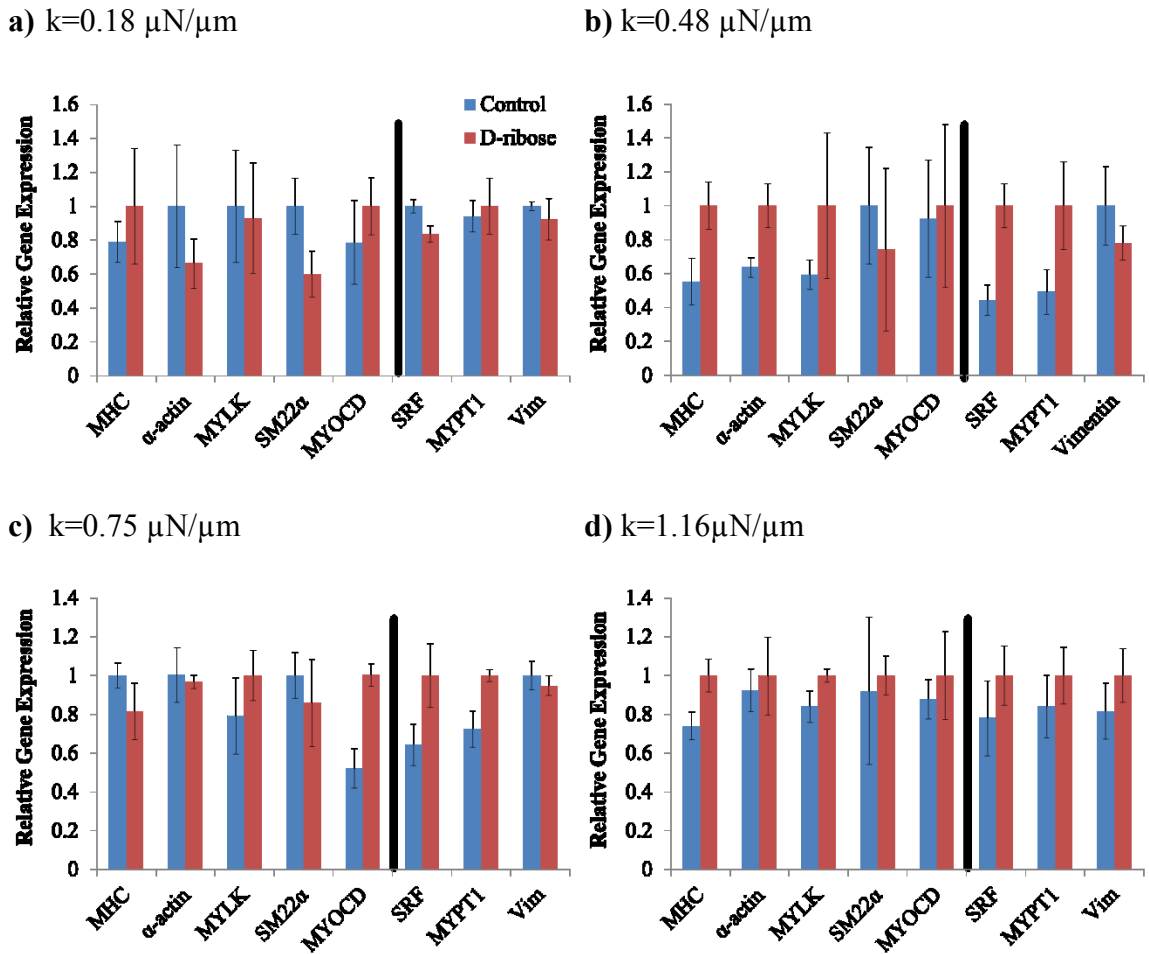 a) k=0.18 µN/µm
Relative Gene Expression
1.6
1.4
1.2
1
0.8
0.6
0.4
0.2
0
Control
D-ribose
MHC
α-actin
MYLK
SM22α
MYOCD
SRF
MYPT1
Vim
b) k=0.48 µN/µm
Relative Gene Expression
1.6
1.4
1.2
1
0.8
0.6
0.4
0.2
0
MHC
α-actin
MYLK
SM22α
MYOCD
SRF
MYPT1
Vimentin
c) k=0.75 µN/µm
Relative Gene Expression
1.4
1.2
1
0.8
0.6
0.4
0.2
0
MHC
α-actin
MYLK
SM22α
MYOCD
SRF
MYPT1
Vim
d) k=1.16µN/µm
Relative Gene Expression
1.4
1.2
1
0.8
0.6
0.4
0.2
0
MHC
α-actin
MYLK
SM22α
MYOCD
SRF
MYPT1
Vim